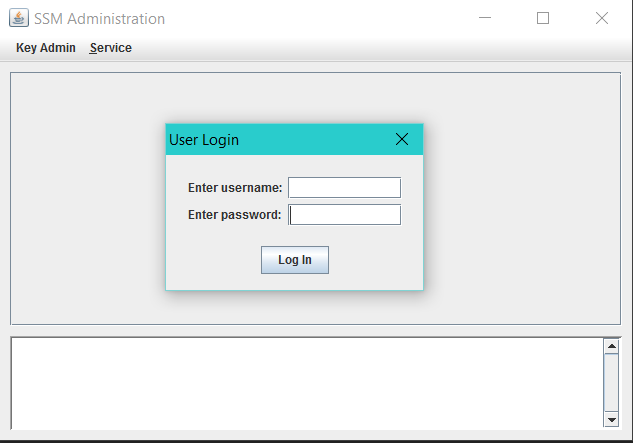 SSM Administration
Key Admin Service
User Login
Enter username:
Enter password:
Log In